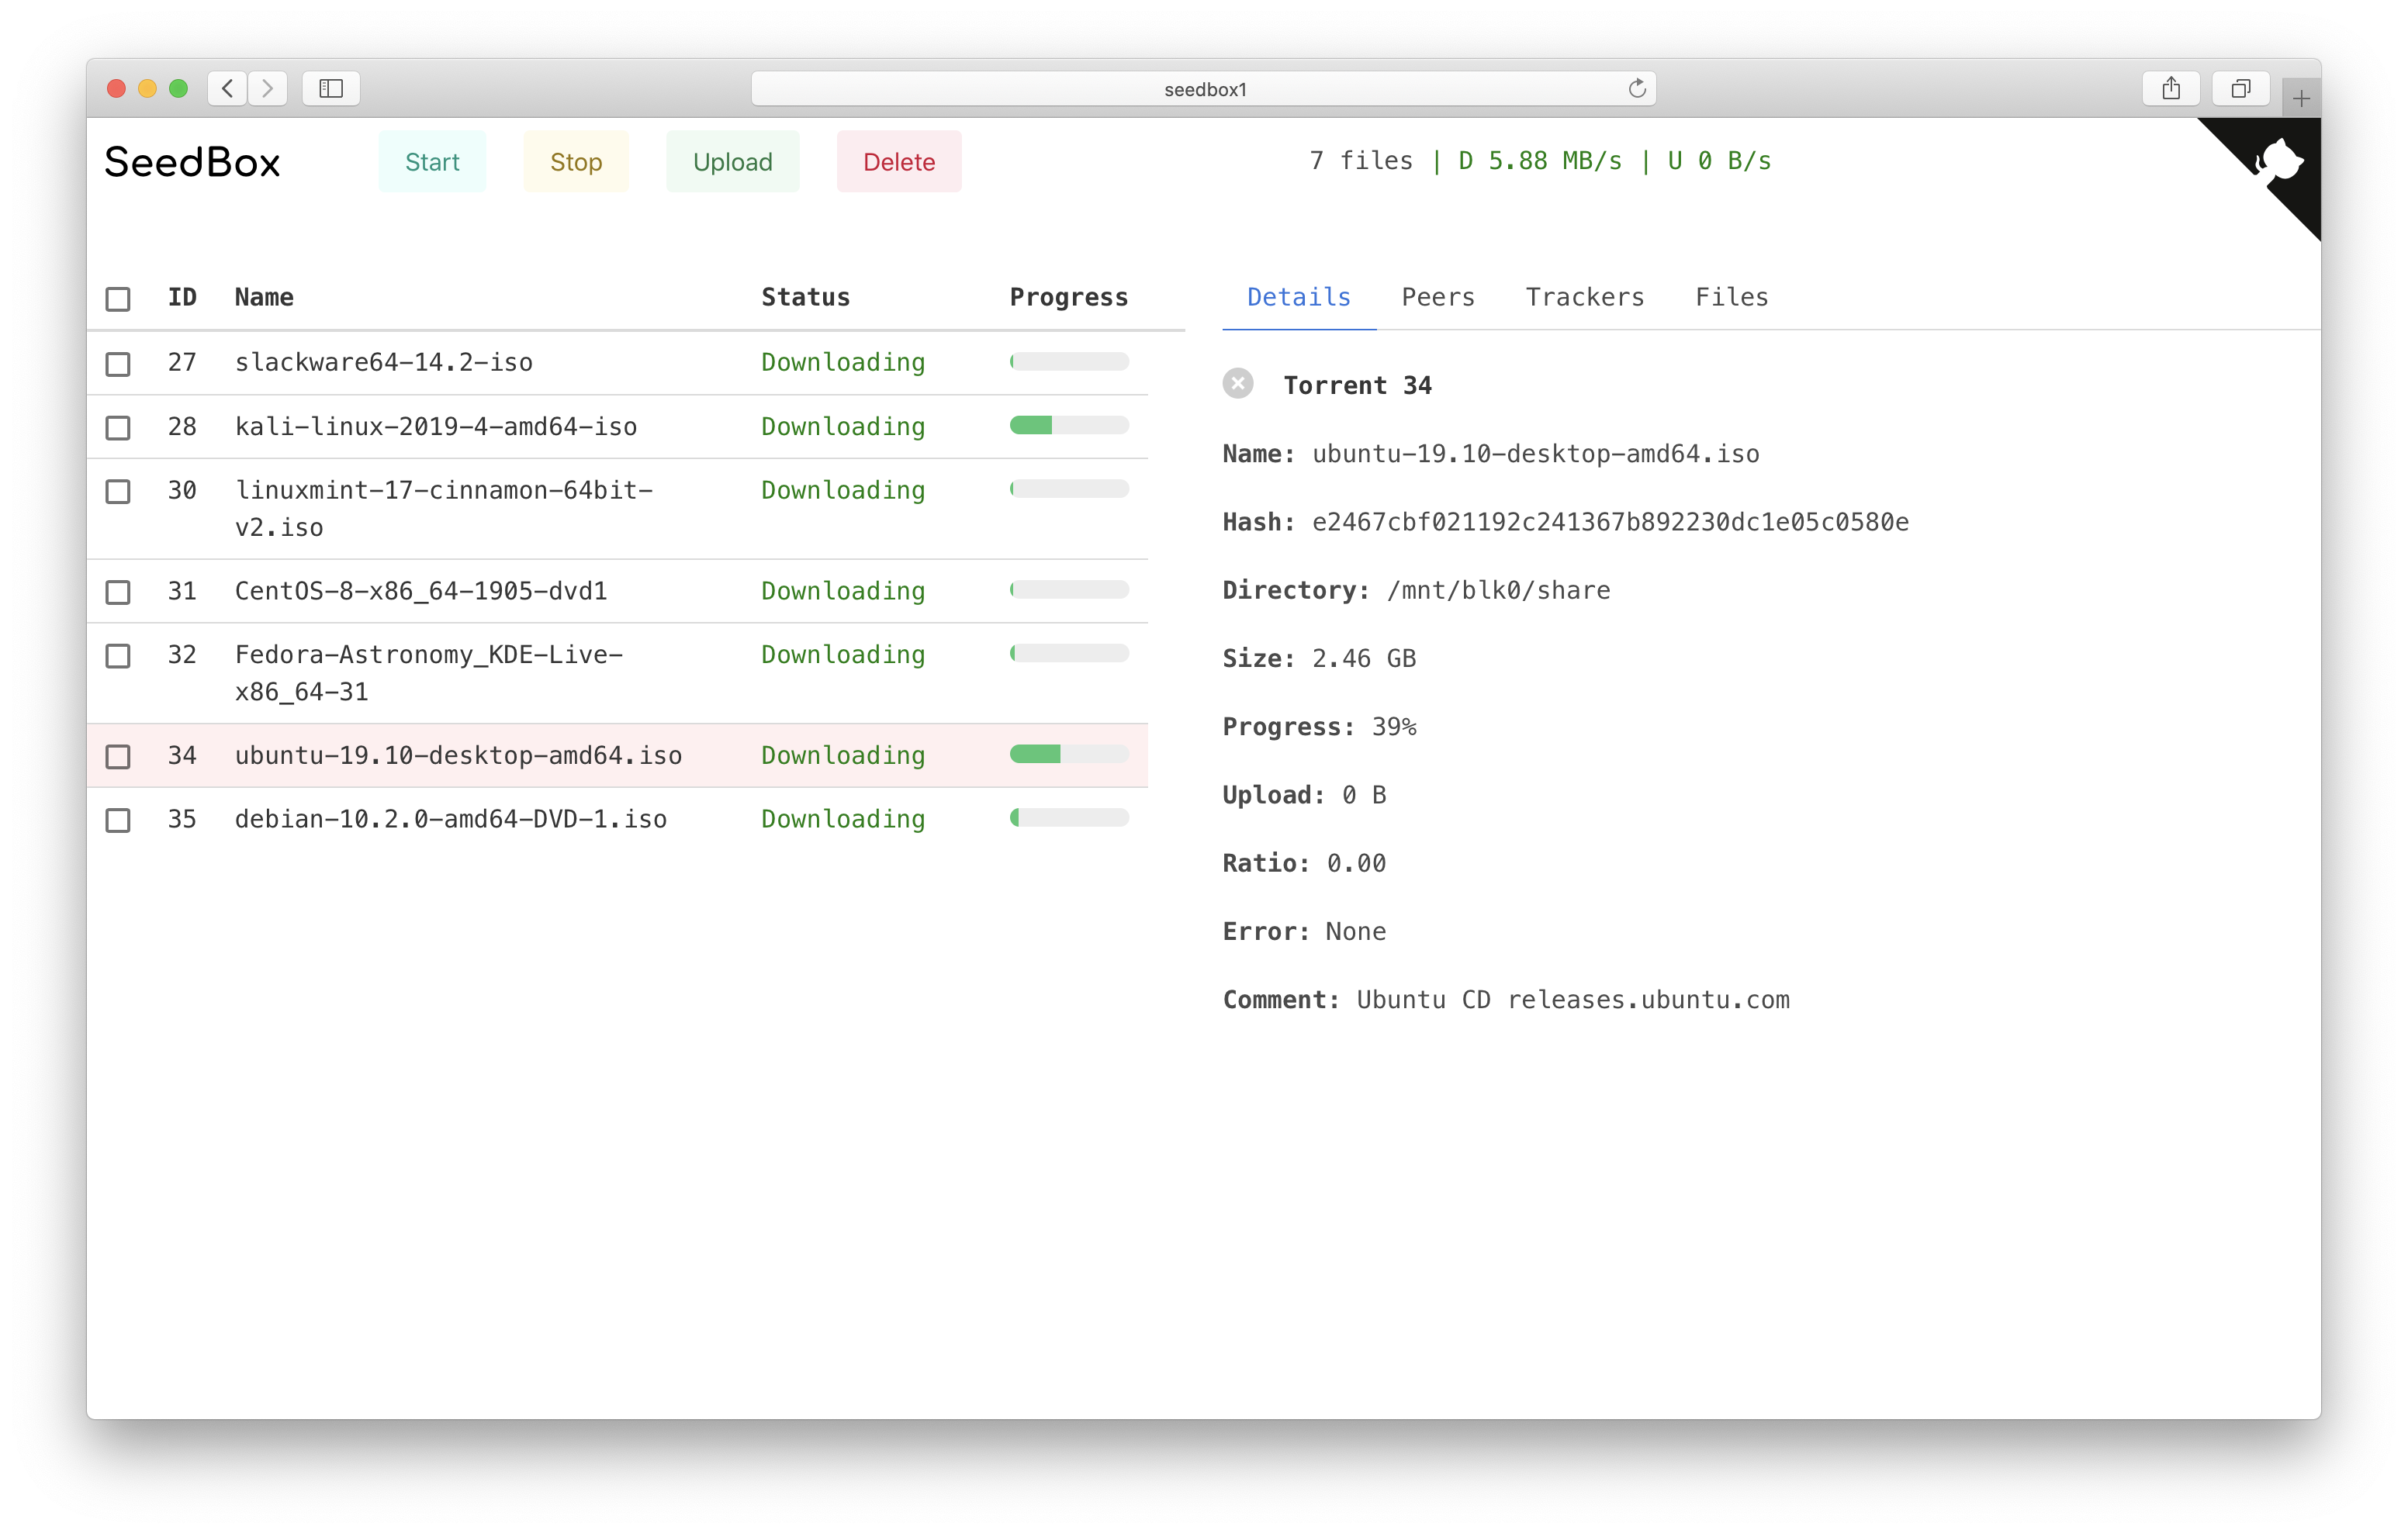 seedbox1
SeedBox Start Stop Upload Delete 7 files | D 5.88 MB/s | U 0 B/s
ID Name Status Progress
27 slackware64-14.2-iso Downloading
28 kali-linux-2019-4-amd64-iso Downloading
30 linuxmint-17-cinnamon-64bit-
v2.iso Downloading
31 CentOS-8-x86_64-1905-dvd1 Downloading
32 Fedora-Astronomy_KDE-Live-
x86_64-31 Downloading
34 ubuntu-19.10-desktop-amd64.iso Downloading
35 debian-10.2.0-amd64-DVD-1.iso Downloading
Details Peers Trackers Files
Torrent 34
Name: ubuntu-19.10-desktop-amd64.iso
Hash: e2467cbf021192c241367b892230dc1e05c0580e
Directory: /mnt/blk0/share
Size: 2.46 GB
Progress: 39%
Upload: 0 B
Ratio: 0.00
Error: None
Comment: Ubuntu CD releases.ubuntu.com